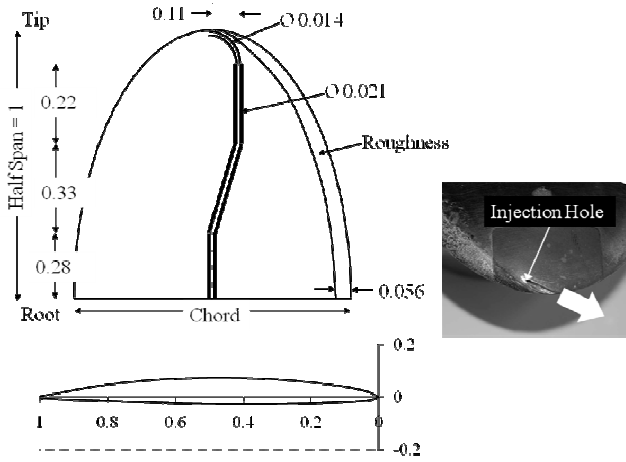 Tip
0.11
O 0.014
0.22
O 0.021
Half Span = 1
Roughness
0.33
Injection Hole
0.28
0.056
Root
Chord
0.2
0
-0.2
1 0.8 0.6 0.4 0.2 0